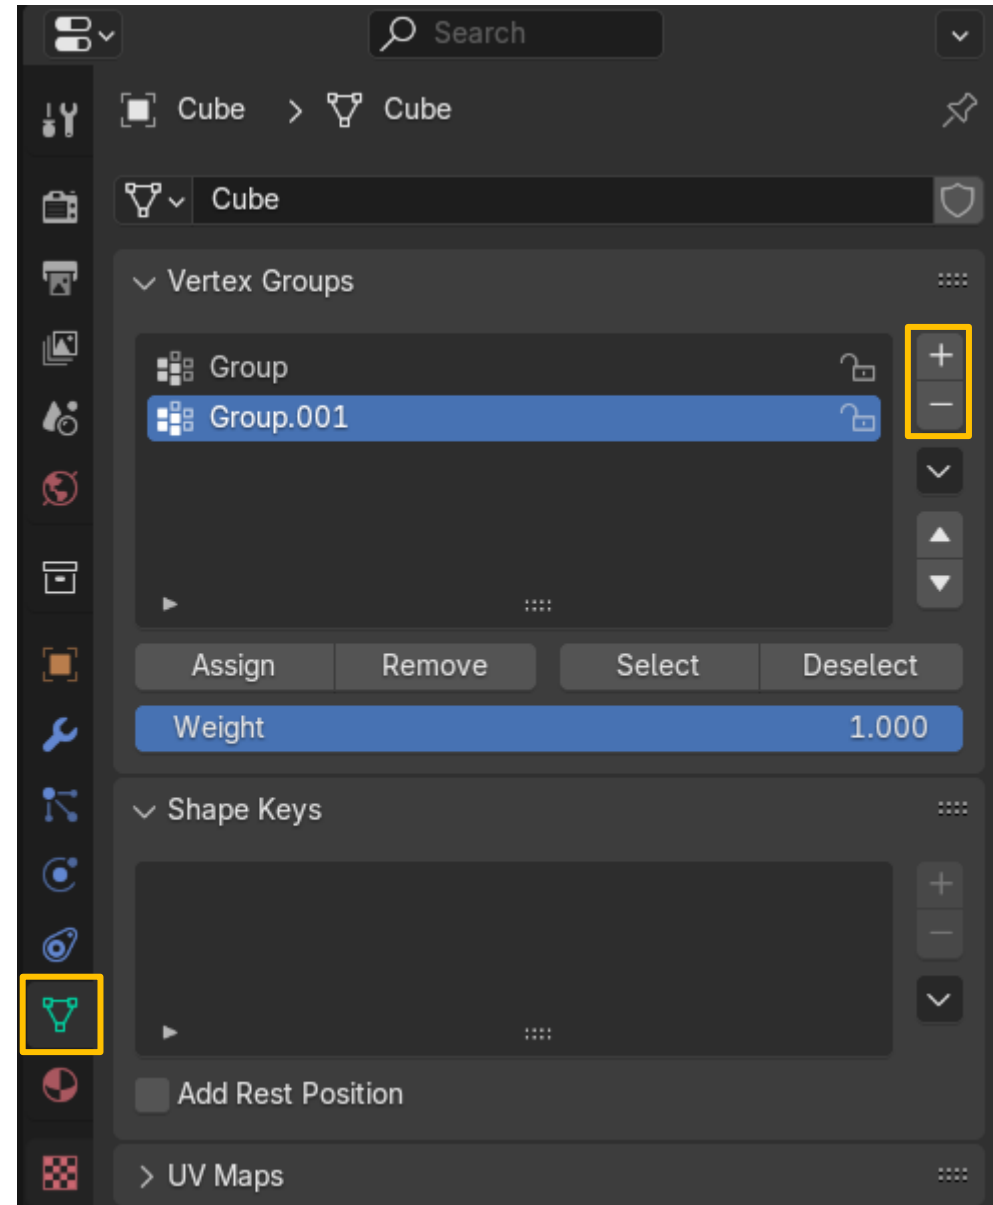 Search
Cube > Cube
Cube
Vertex Groups
Group
Group.001
Assign Remove Select Deselect
Weight 1.000
Shape Keys
Add Rest Position
UV Maps